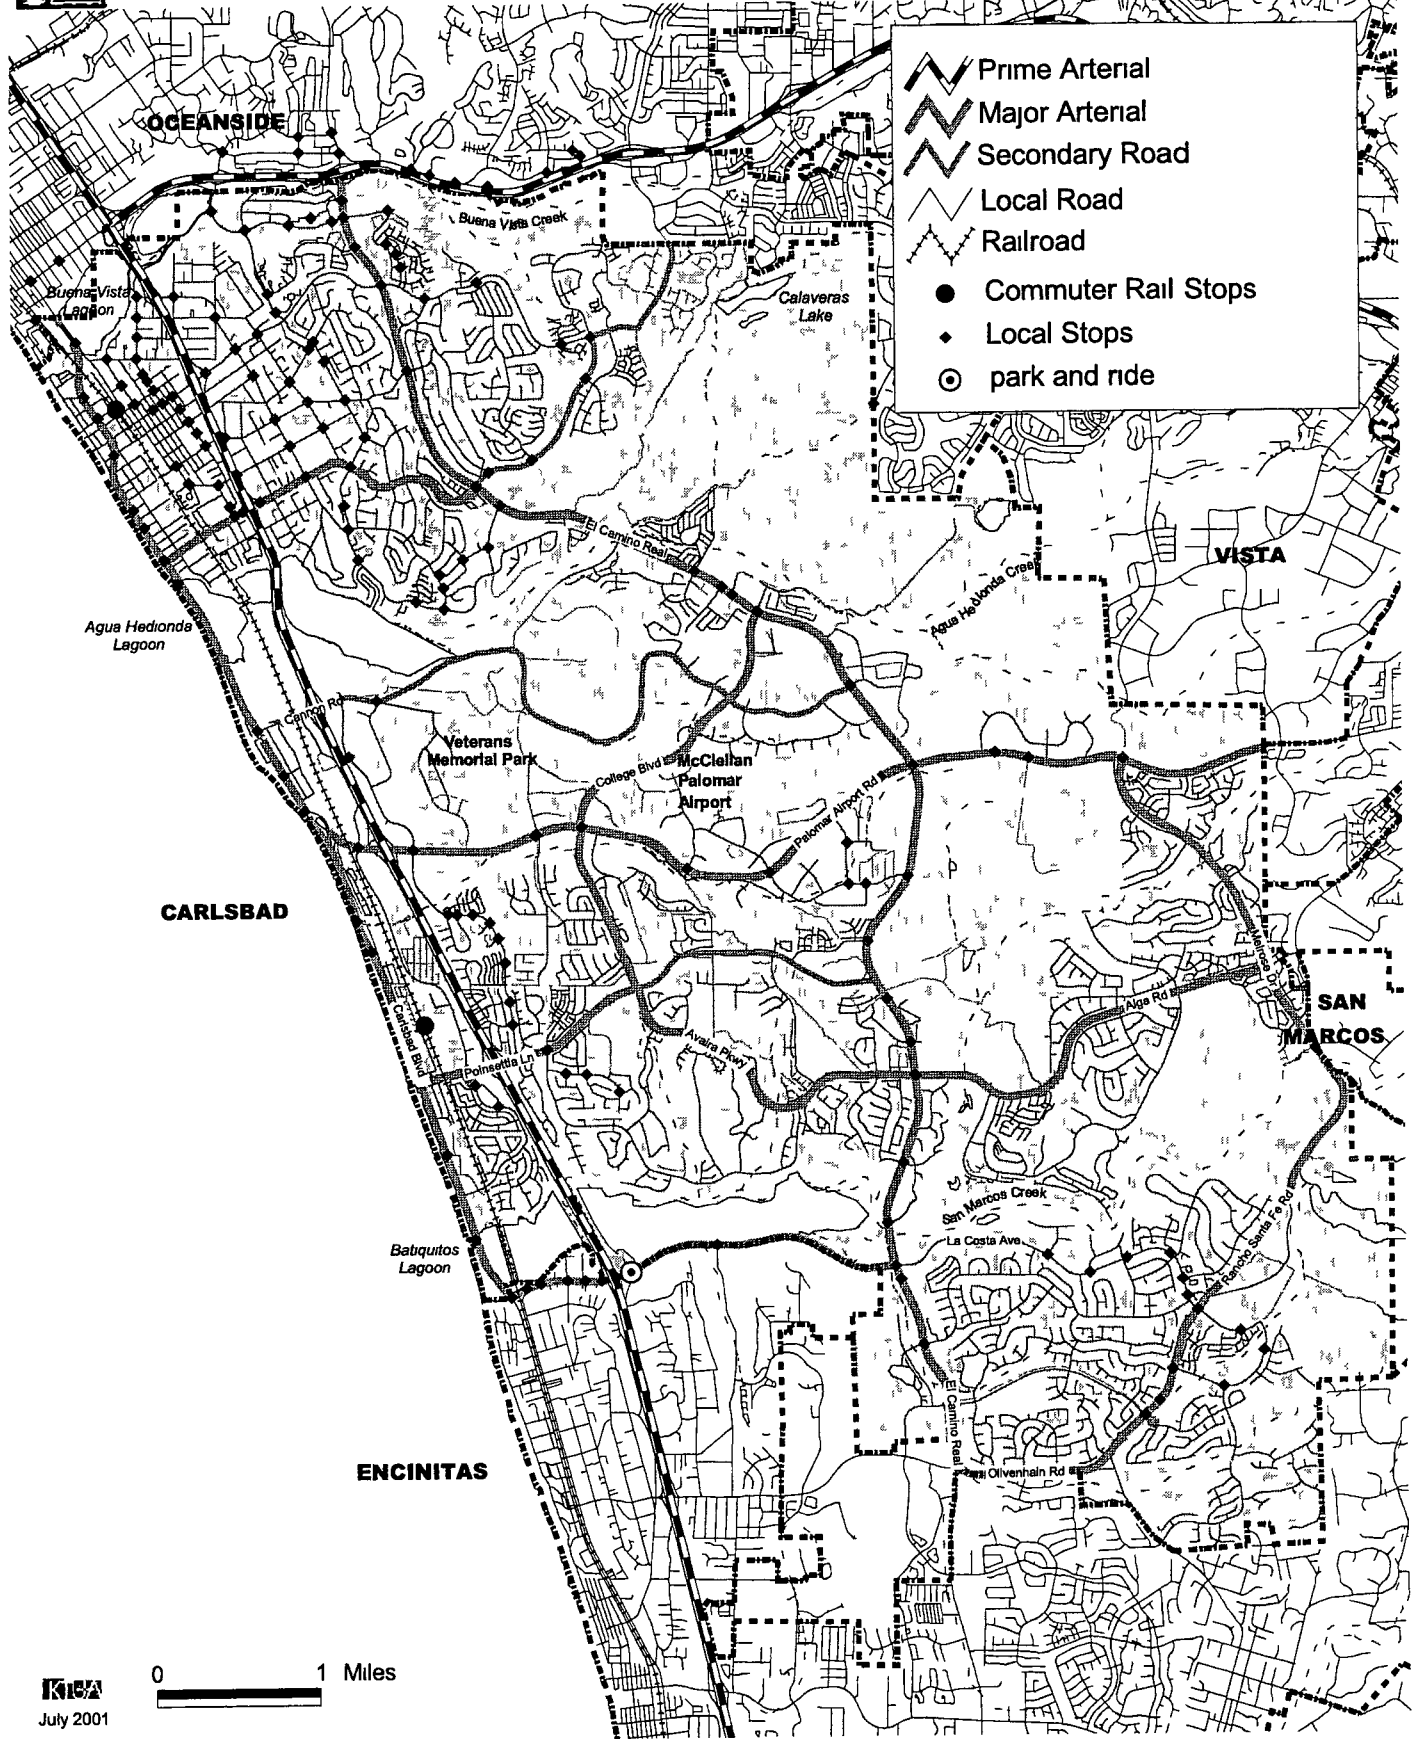 Prime Arterial
Major Arterial
Secondary Road
Local Road
Railroad
Commuter Rail Stops
Local Stops
park and ride
OCEANSIDE
Buena Vista Creek
Buena Vista
Lagoon
Calaveras
Lake
El Camino Real
VISTA
Agua Hedionda Creek
Agua Hedionda
Lagoon
Cannon Rd
Veterans
Memorial Park
College Blvd
McClellan
Palomar
Airport
Palomar Airport Rd
CARLSBAD
Melrose Dr
Alga Rd
SAN
MARCOS
Carlsbad Blvd
Poinsettia Ln
Aviara Pkwy
San Marcos Creek
La Costa Ave
Rancho Santa Fe Rd
Batiquitos
Lagoon
El Camino Real
Olivenhain Rd
ENCINITAS
0 1 Miles
KTU+A
July 2001